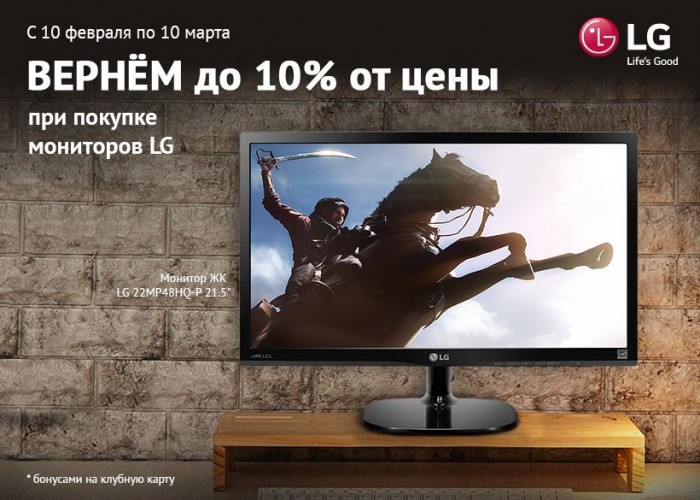 С 10 февраля по 10 марта
LG
Life's Good
ВЕРНЁМ до 10% от цены
при покупке
мониторов LG
Монитор ЖК
LG 22MP48HQ-P 21.5"
LG
* бонусами на клубную карту